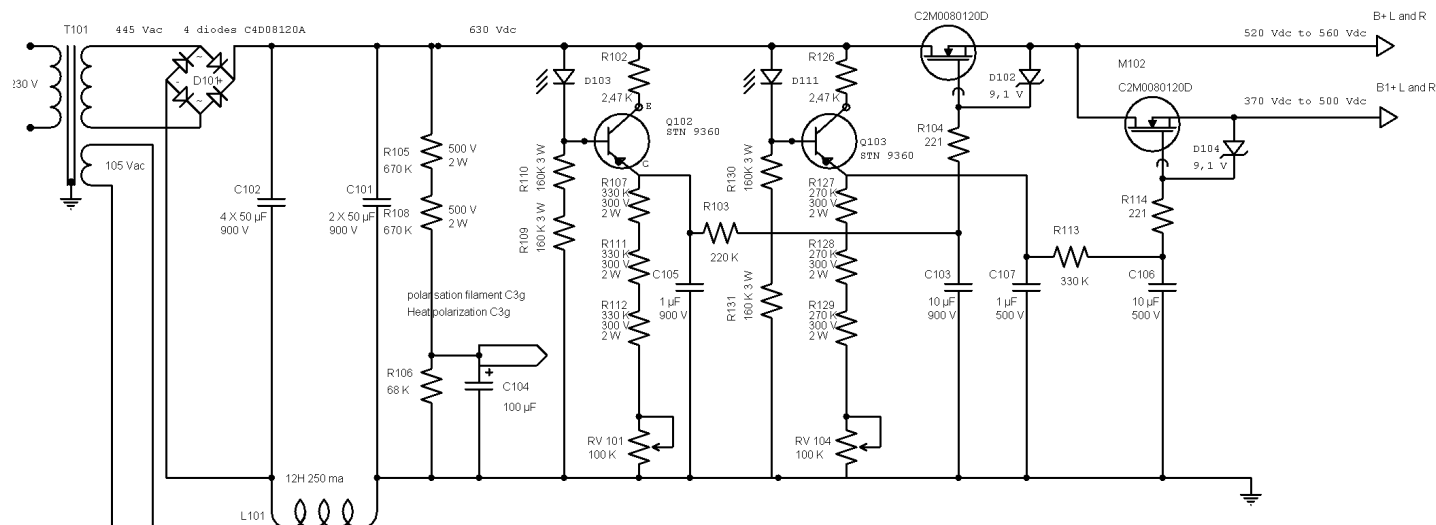 C2M0080120D
B+ L and R
T101
445 Vac
4 diodes C4D08120A
630 Vdc
520 Vdc to 560 Vdc
R102
D103
R126
D111
M102
D101
~
+
-
~
230 V
2,47 K
E
2,47 K
D102
9,1 V
C2M0080120D
B1+ L and R
370 Vdc to 500 Vdc
Q102
STN 9360
Q103
STN 9360
R104
221
D104
9,1 V
105 Vac
R105
670 K
500 V
2 W
C
R110
160K 3 W
R107
330 K
300 V
2 W
R130
160K 3 W
R127
270 K
300 V
2 W
R114
221
C102
4 X 50 µF
900 V
C101
2 X 50 µF
900 V
R108
670 K
500 V
2 W
R109
160 K 3 W
R103
220 K
R113
330 K
R111
330 K
300 V
2 W
C105
1 µF
900 V
R128
270 K
300 V
2 W
C103
10 µF
900 V
C107
1 µF
500 V
C106
10 µF
500 V
polarisation filament C3g
Heat polarization C3g
R112
330 K
300 V
2 W
R131
160 K 3 W
R129
270 K
300 V
2 W
R106
68 K
+
C104
100 µF
RV 101
100 K
RV 104
100 K
12H 250 ma
L101